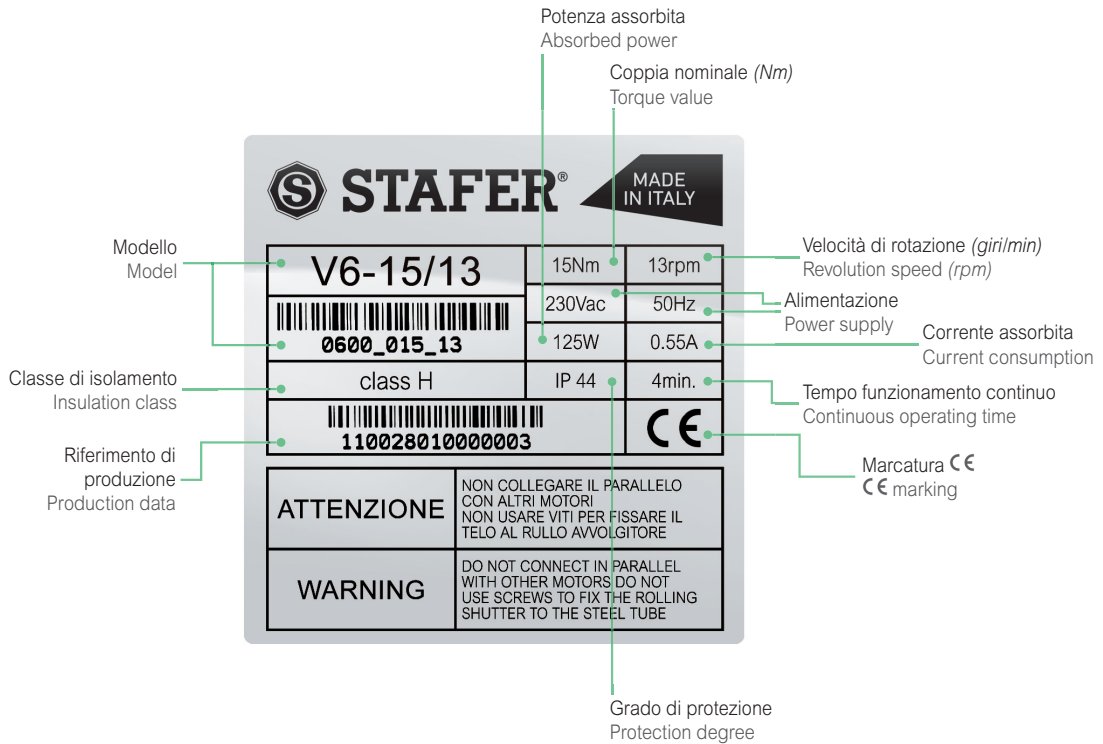 Potenza assorbita
Absorbed power
Coppia nominale (Nm)
Torque value
S STAFER®
MADE
IN ITALY
Modello
Model
V6-15/13
15Nm
13rpm
Velocità di rotazione (giri/min)
Revolution speed (rpm)
230Vac
50Hz
Alimentazione
Power supply
0600_015_13
125W
0.55A
Corrente assorbita
Current consumption
Classe di isolamento
Insulation class
class H
IP 44
4min.
Tempo funzionamento continuo
Continuous operating time
110028010000003
CE
Riferimento di
produzione
Production data
Marcatura CE
CE marking
ATTENZIONE
NON COLLEGARE IL PARALLELO
CON ALTRI MOTORI
NON USARE VITI PER FISSARE IL
TELO AL RULLO AVVOLGITORE
WARNING
DO NOT CONNECT IN PARALLEL
WITH OTHER MOTORS DO NOT
USE SCREWS TO FIX THE ROLLING
SHUTTER TO THE STEEL TUBE
Grado di protezione
Protection degree